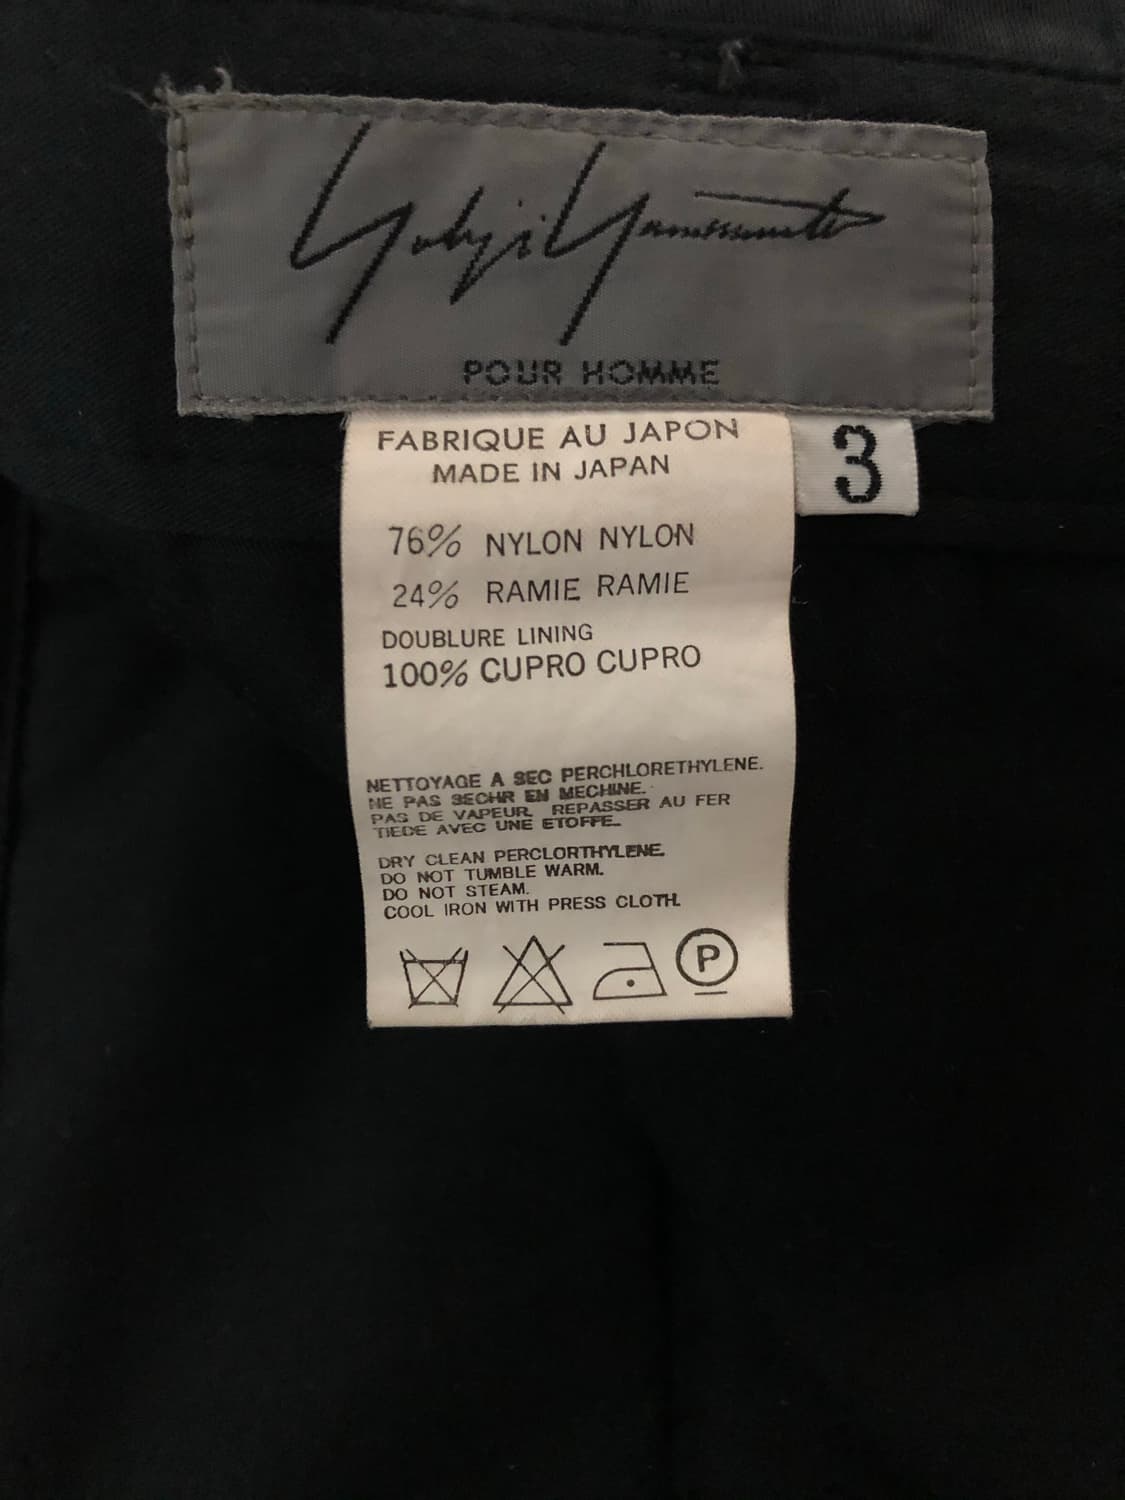 Yohji Yamamoto
POUR HOMME
FABRIQUE AU JAPON
MADE IN JAPAN
3
76% NYLON NYLON
24% RAMIE RAMIE
DOUBLURE LINING
100% CUPRO CUPRO
NETTOYAGE A SEC PERCHLORETHYLENE.
NE PAS SECHR EN MECHINE.
PAS DE VAPEUR. REPASSER AU FER
TIEDE AVEC UNE ETOFFE.
DRY CLEAN PERCLORTHYLENE.
DO NOT TUMBLE WARM.
DO NOT STEAM.
COOL IRON WITH PRESS CLOTH.
P